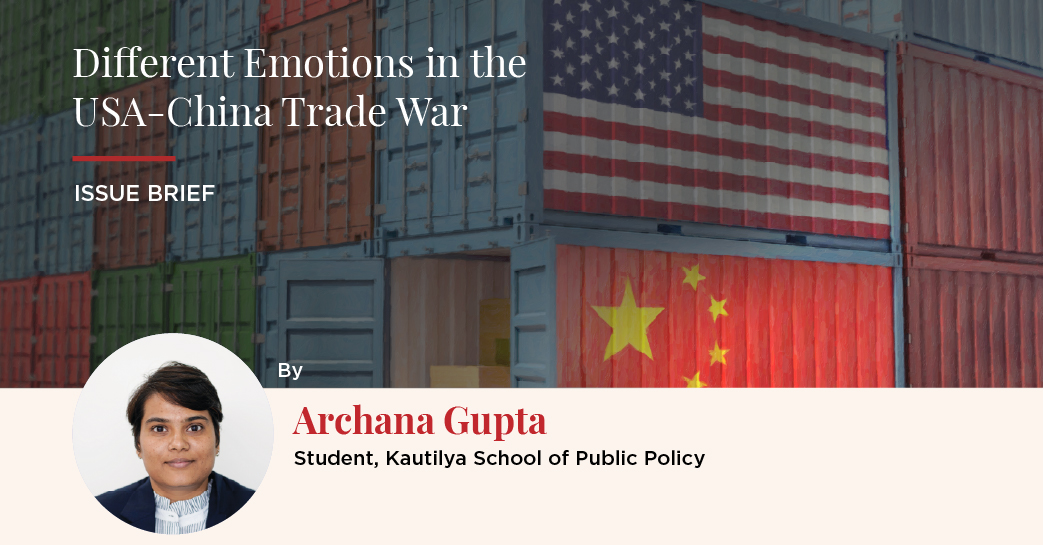 Different Emotions in the
USA-China Trade War
ISSUE BRIEF
By
Archana Gupta
Student, Kautilya School of Public Policy